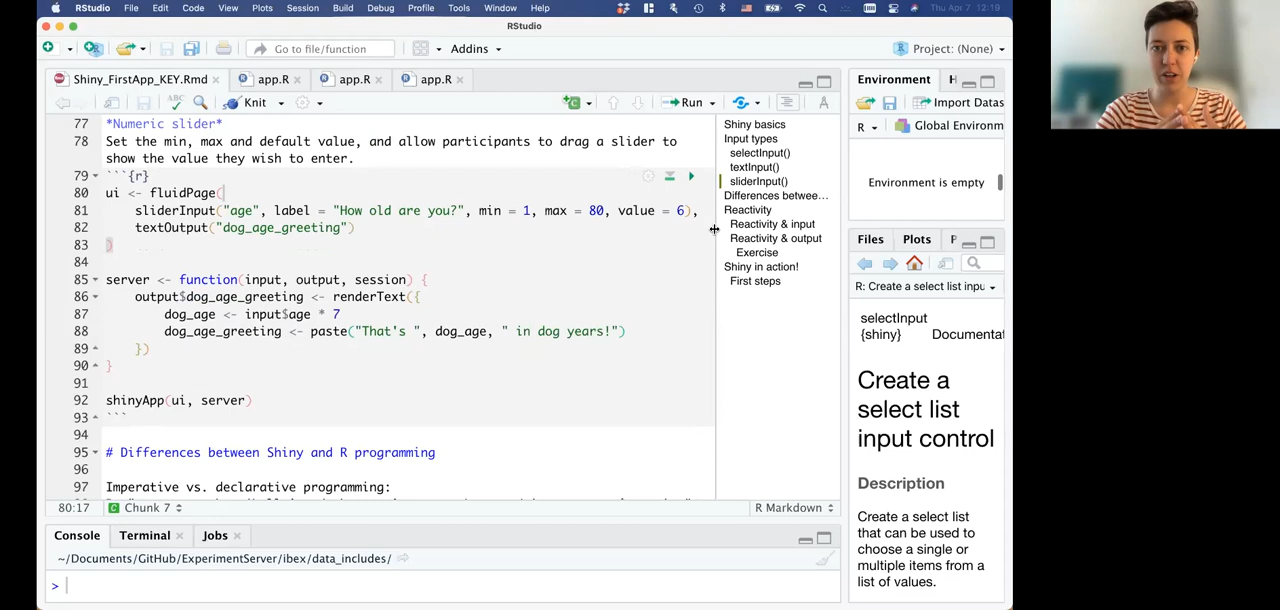 RStudio File Edit Code View Plots Session Build Debug Profile Tools Window Help Thu Apr 7 12:19
RStudio
Go to file/function Addins Project: (None)
Shiny_FirstApp_KEY.Rmd app.R app.R app.R
ABC Knit Run
77 *Numeric slider*
78 Set the min, max and default value, and allow participants to drag a slider to
show the value they wish to enter.
79 ```{r}
80 ui <- fluidPage(
81 sliderInput("age", label = "How old are you?", min = 1, max = 80, value = 6),
82 textOutput("dog_age_greeting")
83 )
84
85 server <- function(input, output, session) {
86 output$dog_age_greeting <- renderText({
87 dog_age <- input$age * 7
88 dog_age_greeting <- paste("That's ", dog_age, " in dog years!")
89 })
90 }
91
92 shinyApp(ui, server)
93 ```
94
95 # Differences between Shiny and R programming
96
97 Imperative vs. declarative programming:
80:17 Chunk 7 R Markdown
Shiny basics
Input types
selectInput()
textInput()
sliderInput()
Differences betwee...
Reactivity
Reactivity & input
Reactivity & output
Exercise
Shiny in action!
First steps
Console Terminal Jobs
~/Documents/GitHub/ExperimentServer/ibex/data_includes/
>
Environment H
Import Datas
R Global Environm
Environment is empty
Files Plots P
R: Create a select list inpu
selectInput
{shiny} Documentat
Create a
select list
input control
Description
Create a select list
that can be used to
choose a single or
multiple items from a
list of values.